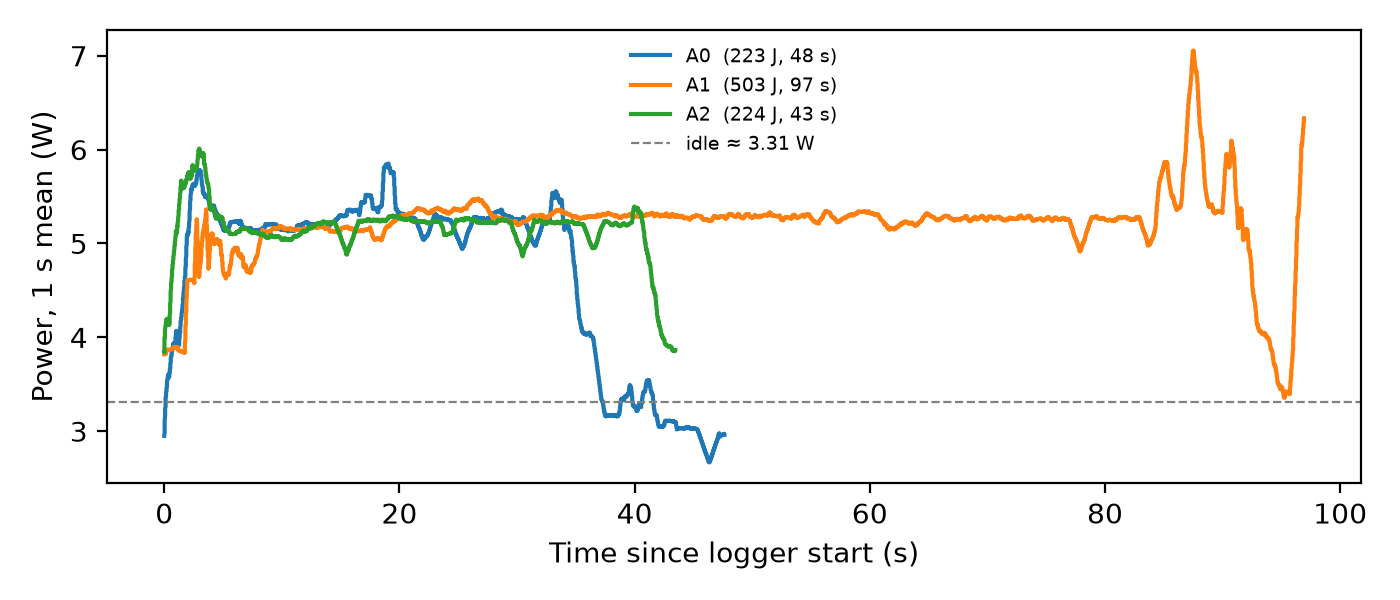 7
6
5
4
3
Power, 1 s mean (W)
A0 (223 J, 48 s)
A1 (503 J, 97 s)
A2 (224 J, 43 s)
idle ≈ 3.31 W
0 20 40 60 80 100
Time since logger start (s)